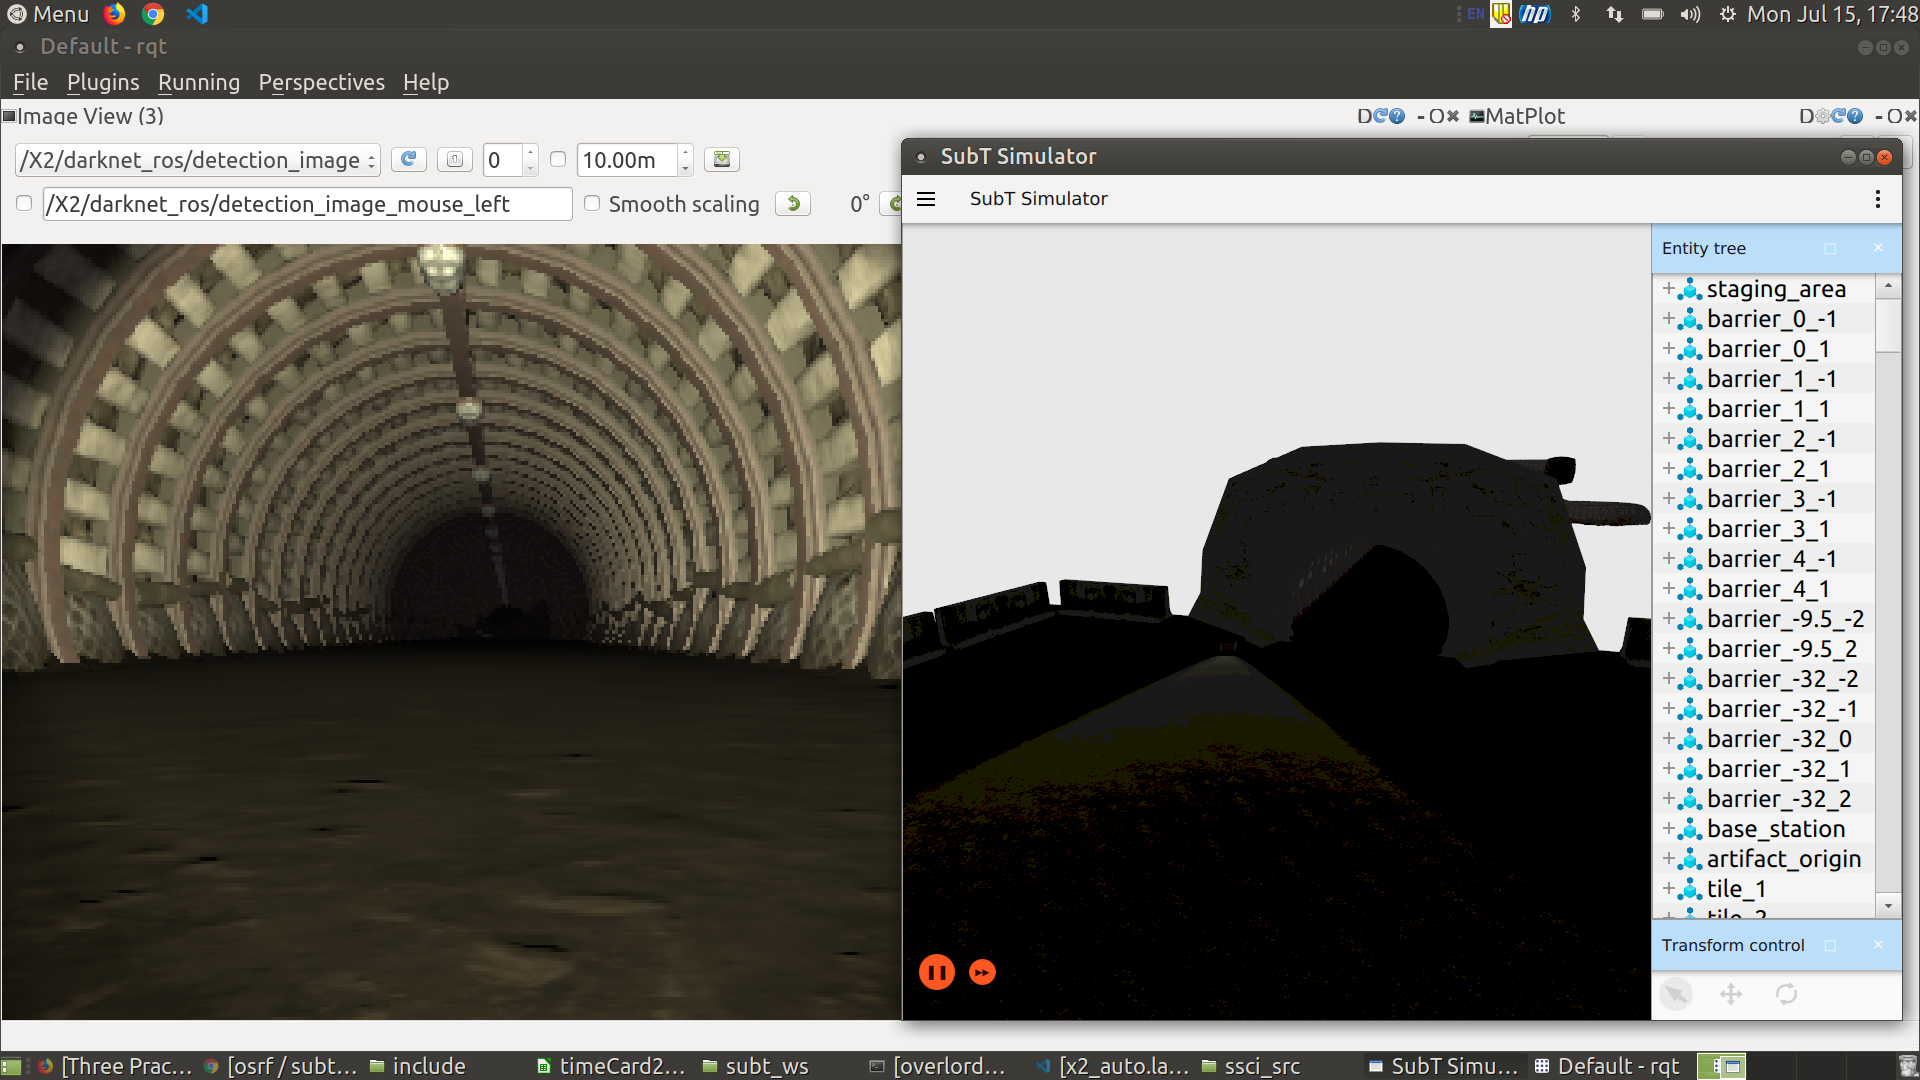 Menu EN hp Mon Jul 15, 17:48
Default - rqt
File Plugins Running Perspectives Help
Image View (3) D - O MatPlot D - O
/X2/darknet_ros/detection_image 0 10.00m
/X2/darknet_ros/detection_image_mouse_left Smooth scaling 0°
SubT Simulator
SubT Simulator
Entity tree
staging_area
barrier_0_-1
barrier_0_1
barrier_1_-1
barrier_1_1
barrier_2_-1
barrier_2_1
barrier_3_-1
barrier_3_1
barrier_4_-1
barrier_4_1
barrier_-9.5_-2
barrier_-9.5_2
barrier_-32_-2
barrier_-32_-1
barrier_-32_0
barrier_-32_1
barrier_-32_2
base_station
artifact_origin
tile_1
tile_2
Transform control
[Three Prac... [osrf / subt... include timeCard2... subt_ws [overlord... [x2_auto.la... ssci_src SubT Simu... Default - rqt